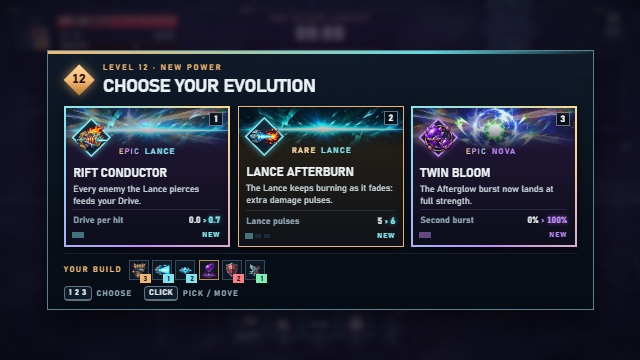 12
LEVEL 12 · NEW POWER
CHOOSE YOUR EVOLUTION
1
EPIC LANCE
RIFT CONDUCTOR
Every enemy the Lance pierces
feeds your Drive.
Drive per hit 0.0 › 0.7
NEW
2
RARE LANCE
LANCE AFTERBURN
The Lance keeps burning as it fades:
extra damage pulses.
Lance pulses 5 › 6
NEW
3
EPIC NOVA
TWIN BLOOM
The Afterglow burst now lands at
full strength.
Second burst 0% › 100%
NEW
YOUR BUILD 3 1 2 2 1
1 2 3 CHOOSE CLICK PICK / MOVE